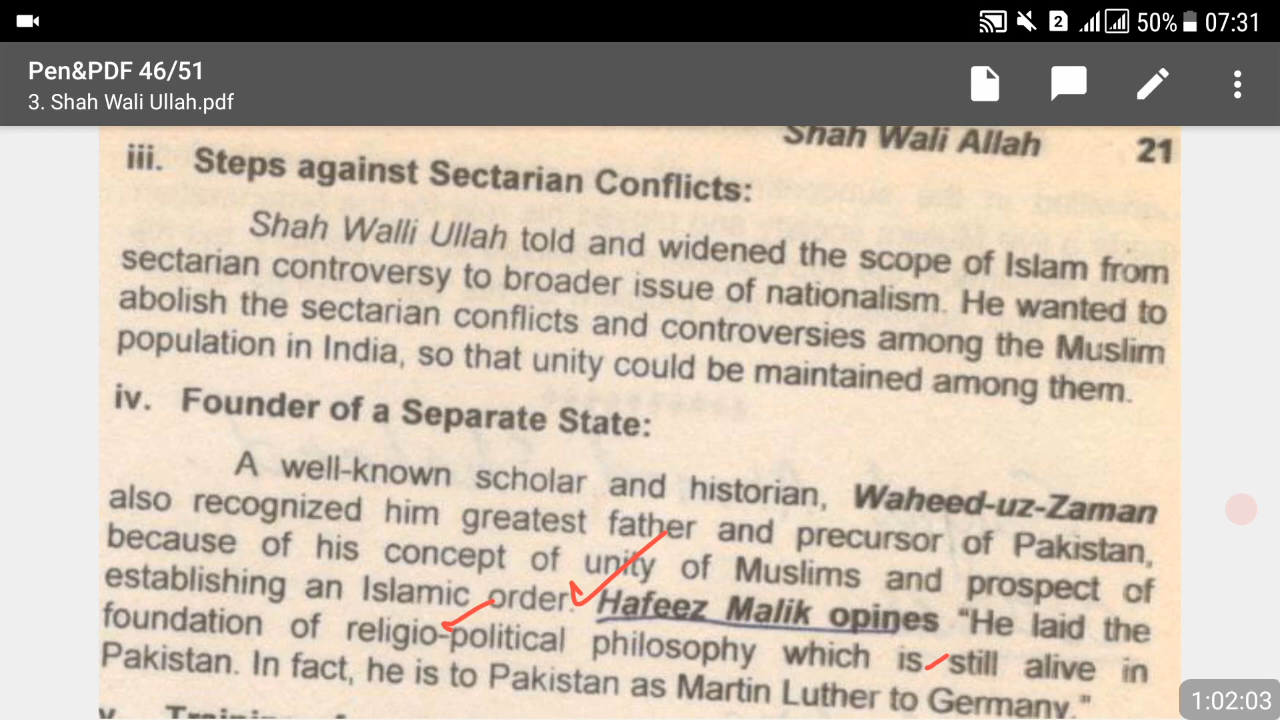 2 50% 07:31
Pen&PDF 46/51
3. Shah Wali Ullah.pdf
Shah Wali Allah 21
iii. Steps against Sectarian Conflicts:
Shah Walli Ullah told and widened the scope of Islam from
sectarian controversy to broader issue of nationalism. He wanted to
abolish the sectarian conflicts and controversies among the Muslim
population in India, so that unity could be maintained among them.
iv. Founder of a Separate State:
A well-known scholar and historian, Waheed-uz-Zaman
also recognized him greatest father and precursor of Pakistan,
because of his concept of unity of Muslims and prospect of
establishing an Islamic order. Hafeez Malik opines “He laid the
foundation of religio-political philosophy which is still alive in
Pakistan. In fact, he is to Pakistan as Martin Luther to Germany."
v. Training
1:02:03